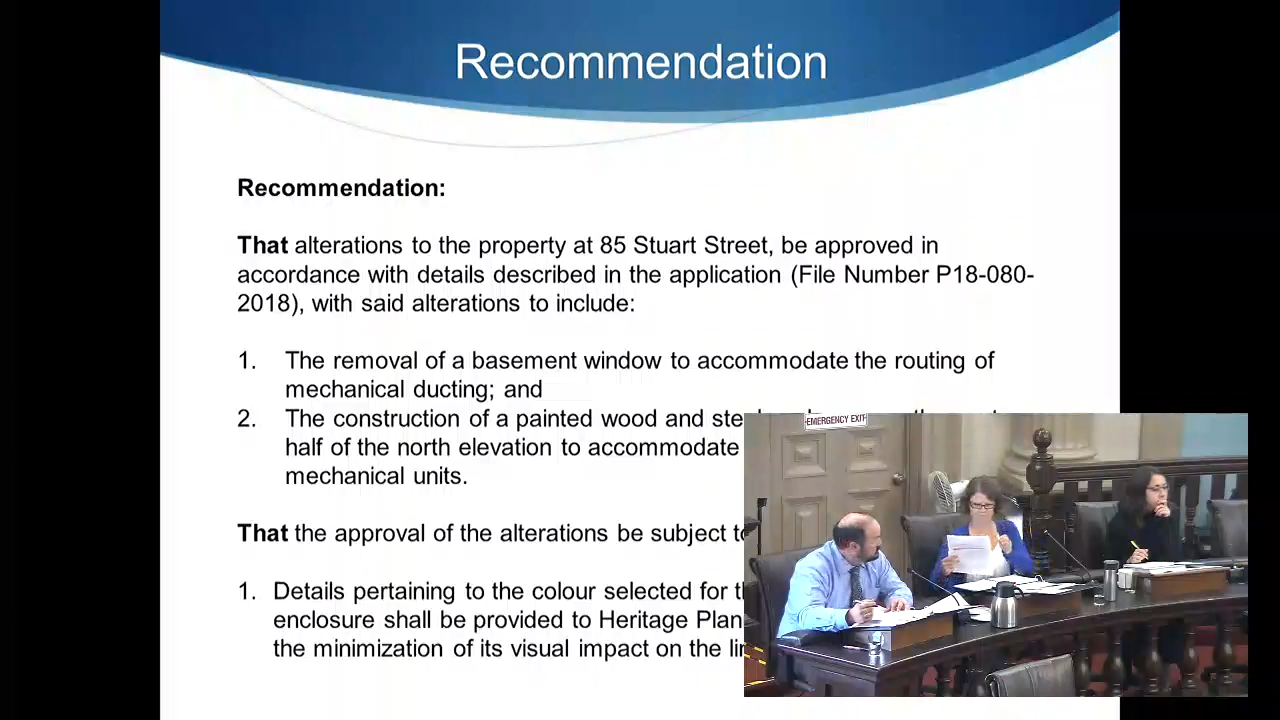 Recommendation
Recommendation:
That alterations to the property at 85 Stuart Street, be approved in
accordance with details described in the application (File Number P18-080-
2018), with said alterations to include:
1. The removal of a basement window to accommodate the routing of
mechanical ducting; and
2. The construction of a painted wood and
half of the north elevation to accommodate
mechanical units.
EMERGENCY EXIT
That the approval of the alterations be subject
1. Details pertaining to the colour selected for
enclosure shall be provided to Heritage
the minimization of its visual impact on the